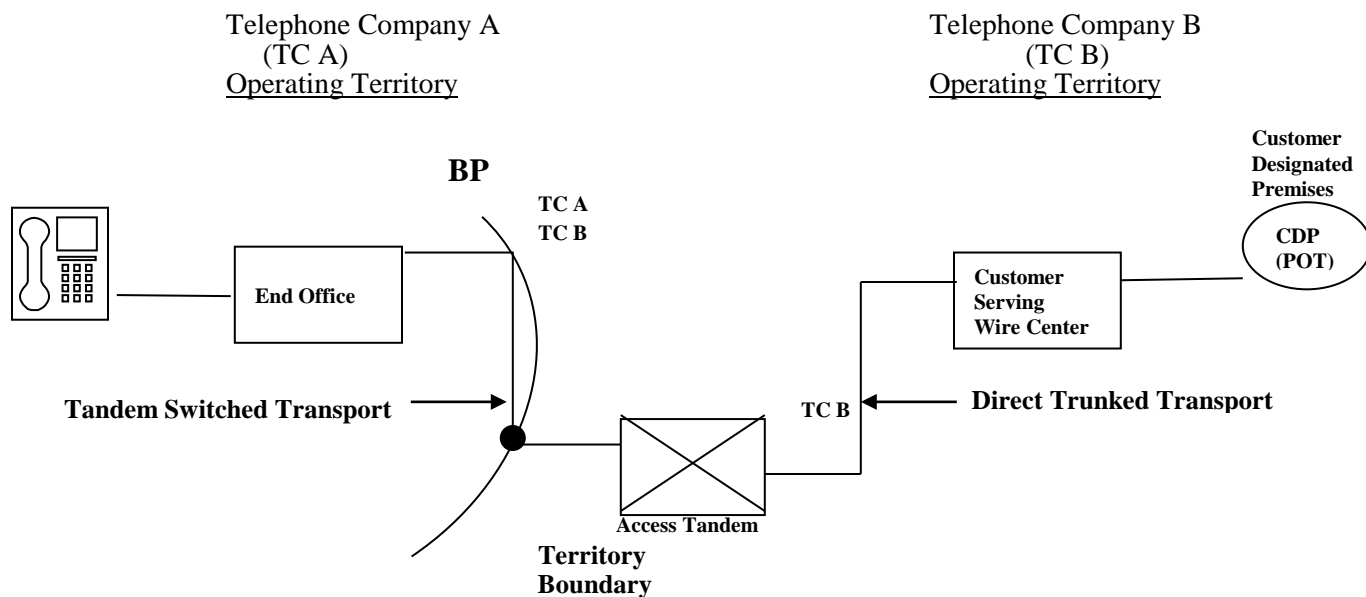 Telephone Company A
(TC A)
Operating Territory
Telephone Company B
(TC B)
Operating Territory
Customer
Designated
Premises
BP
TC A
TC B
CDP
(POT)
End Office
Customer
Serving
Wire Center
Tandem Switched Transport
TC B
Direct Trunked Transport
Access Tandem
Territory
Boundary